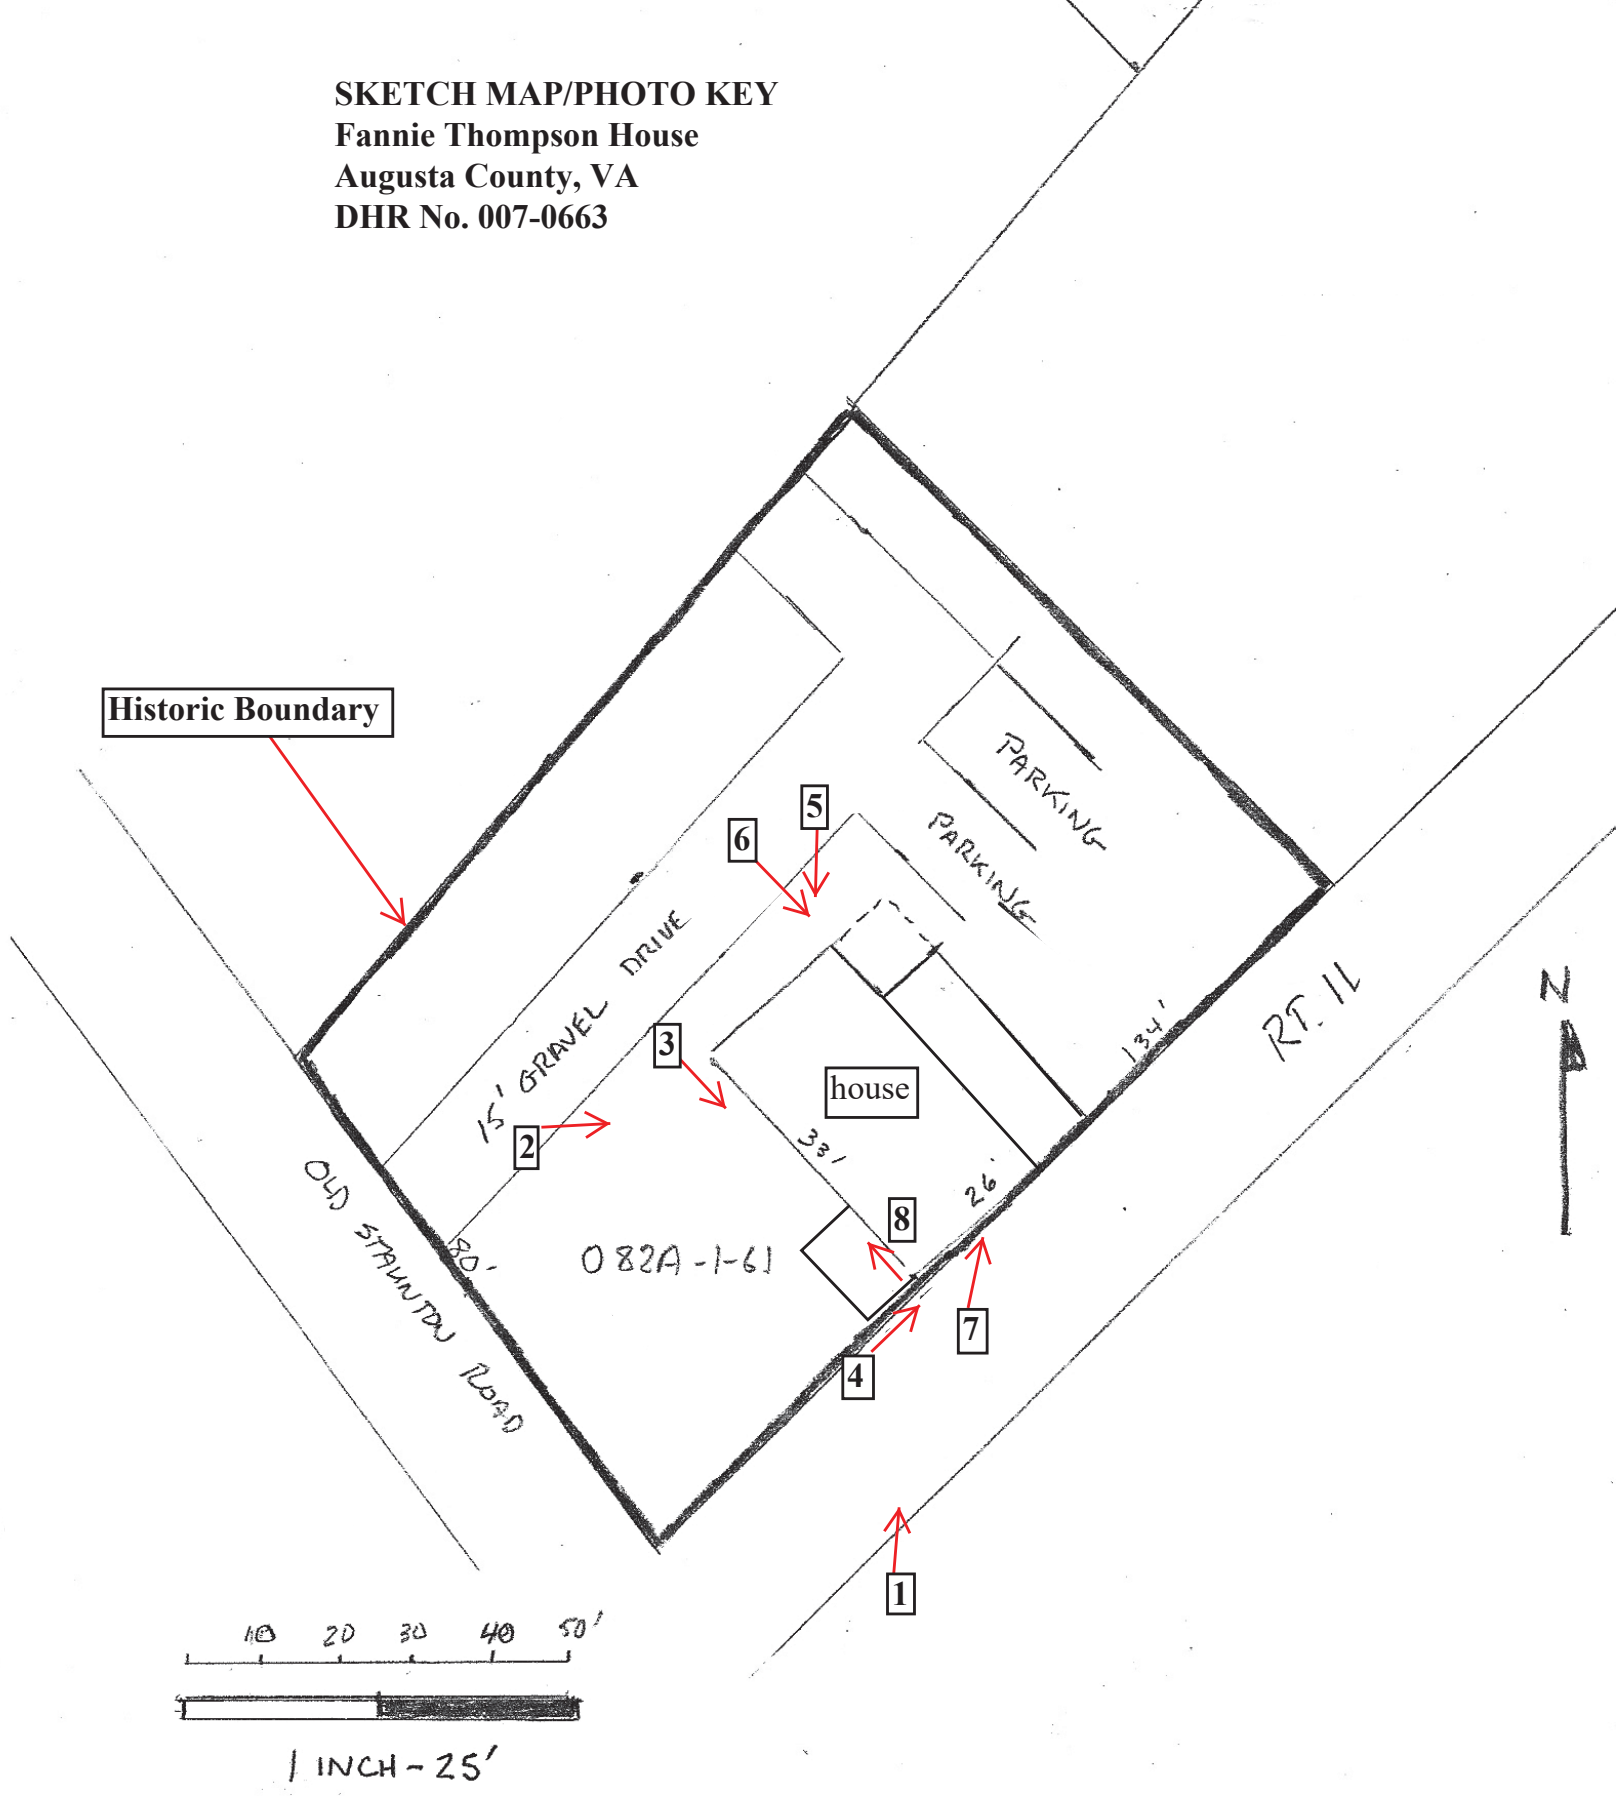 SKETCH MAP/PHOTO KEY
Fannie Thompson House
Augusta County, VA
DHR No. 007-0663
Historic Boundary
PARKING
PARKING
5
6
15' GRAVEL DRIVE
3
2
house
33'
26'
134'
RT. 11
N
8
O82A-1-61
80'
OLD STAUNTON ROAD
7
4
1
10 20 30 40 50'
1 INCH - 25'